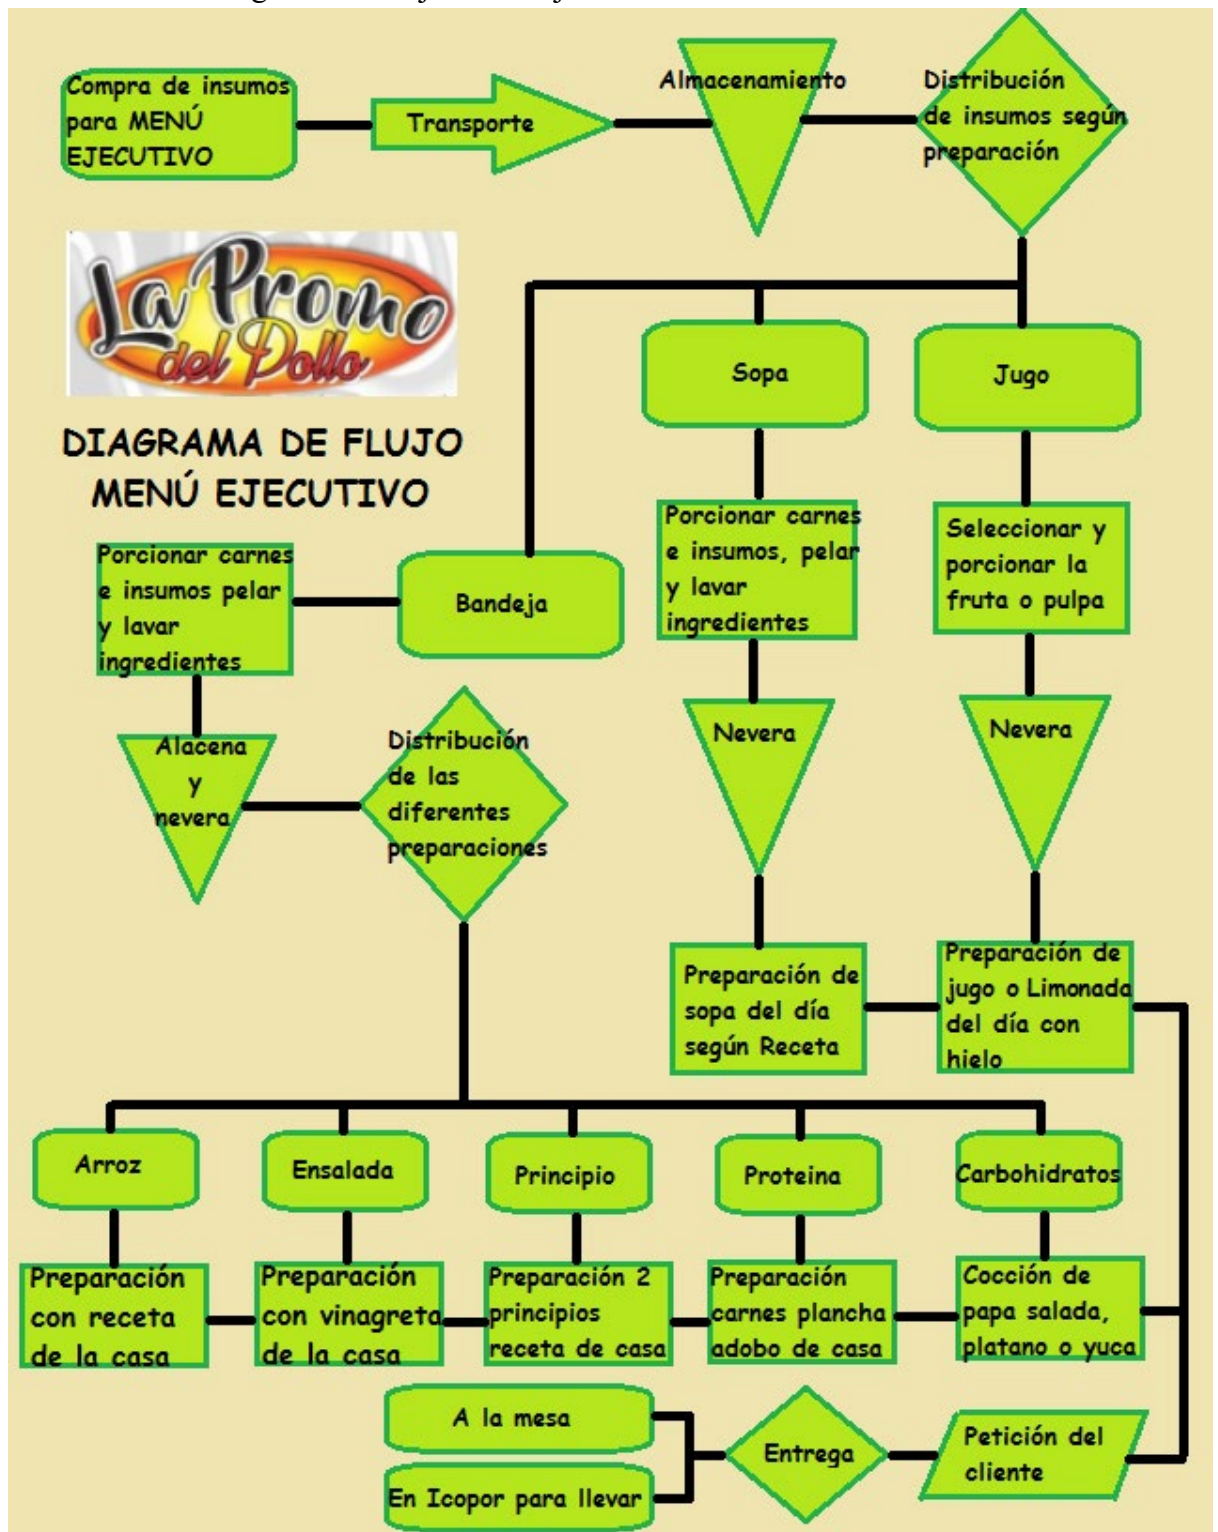 Compra de insumos
para MENÚ
EJECUTIVO
Transporte
Almacenamiento
Distribución
de insumos según
preparación
La Promo
del Pollo
DIAGRAMA DE FLUJO
MENÚ EJECUTIVO
Sopa
Jugo
Porcionar carnes
e insumos, pelar
y lavar
ingredientes
Seleccionar y
porcionar la
fruta o pulpa
Porcionar carnes
e insumos pelar
y lavar
ingredientes
Bandeja
Alacena
y
nevera
Distribución
de las
diferentes
preparaciones
Nevera
Nevera
Preparación de
sopa del día
según Receta
Preparación de
jugo o Limonada
del día con
hielo
Arroz
Ensalada
Principio
Proteina
Carbohidratos
Preparación
con receta
de la casa
Preparación
con vinagreta
de la casa
Preparación 2
principios
receta de casa
Preparación
carnes plancha
adobo de casa
Cocción de
papa salada,
platano o yuca
A la mesa
En Icopor para llevar
Entrega
Petición del
cliente